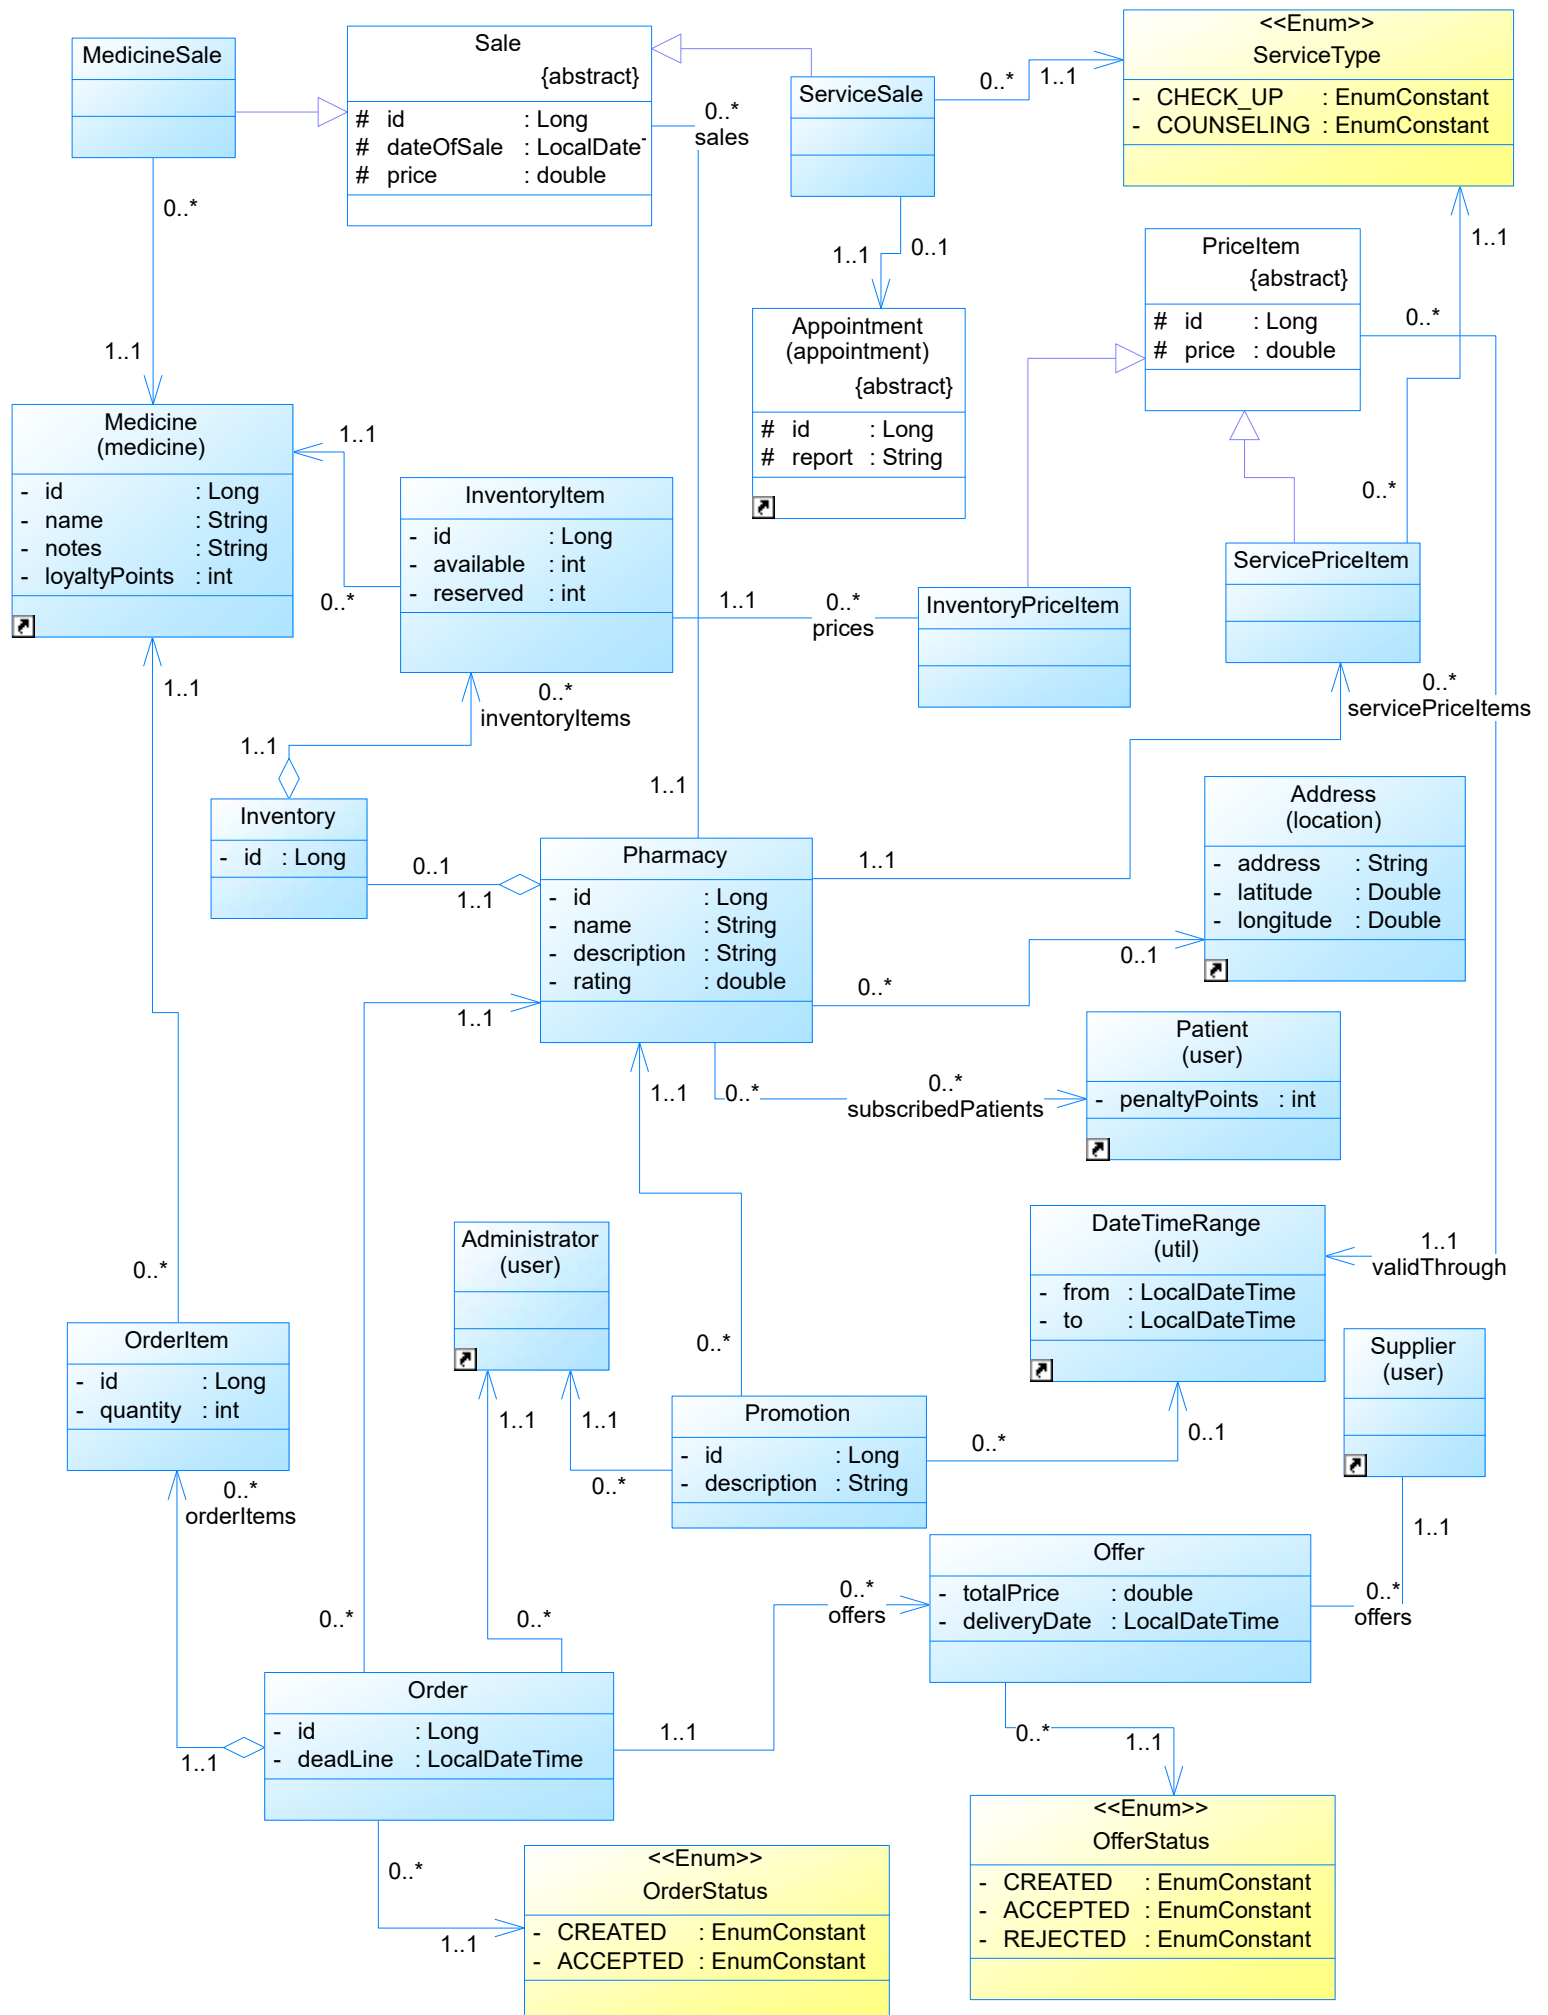 MedicineSale
Sale
{abstract}
# id : Long
# dateOfSale : LocalDate
# price : double
0..*
sales
ServiceSale
0..*
1..1
<<Enum>>
ServiceType
- CHECK_UP : EnumConstant
- COUNSELING : EnumConstant
0..*
1..1
1..1
0..1
1..1
PriceItem
{abstract}
# id : Long
# price : double
0..*
Appointment
(appointment)
{abstract}
# id : Long
# report : String
Medicine
(medicine)
- id : Long
- name : String
- notes : String
- loyaltyPoints : int
1..1
0..*
InventoryItem
- id : Long
- available : int
- reserved : int
1..1
0..*
prices
InventoryPriceItem
0..*
ServicePriceItem
1..1
0..*
inventoryItems
1..1
0..*
servicePriceItems
Inventory
- id : Long
0..1
1..1
1..1
Pharmacy
- id : Long
- name : String
- description : String
- rating : double
1..1
Address
(location)
- address : String
- latitude : Double
- longitude : Double
0..*
0..1
1..1
1..1
0..*
0..*
subscribedPatients
Patient
(user)
- penaltyPoints : int
Administrator
(user)
DateTimeRange
(util)
- from : LocalDateTime
- to : LocalDateTime
1..1
validThrough
0..*
OrderItem
- id : Long
- quantity : int
0..*
Supplier
(user)
1..1
1..1
0..*
Promotion
- id : Long
- description : String
0..*
0..1
0..*
orderItems
Offer
- totalPrice : double
- deliveryDate : LocalDateTime
1..1
0..*
offers
0..*
0..*
0..*
offers
Order
- id : Long
- deadLine : LocalDateTime
1..1
1..1
0..*
1..1
<<Enum>>
OfferStatus
- CREATED : EnumConstant
- ACCEPTED : EnumConstant
- REJECTED : EnumConstant
0..*
1..1
<<Enum>>
OrderStatus
- CREATED : EnumConstant
- ACCEPTED : EnumConstant